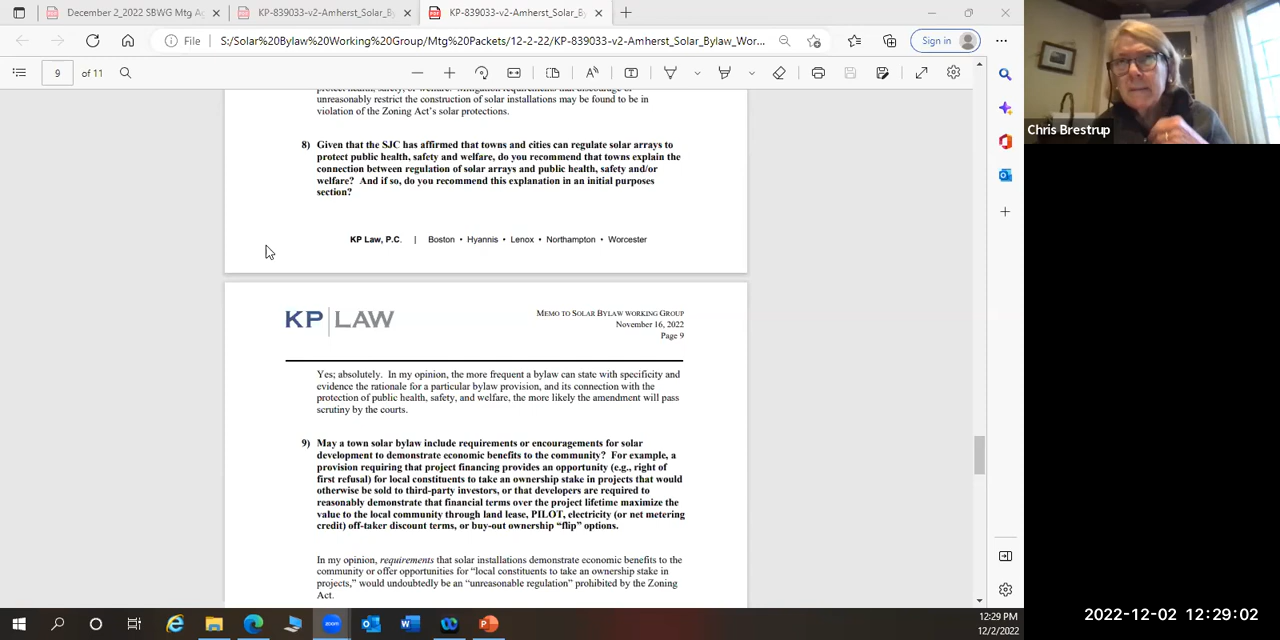 December 2_2022 SBWG Mtg Ag
KP-839033-v2-Amherst_Solar_By
KP-839033-v2-Amherst_Solar_By
File
S:/Solar%20Bylaw%20Working%20Group/Mtg%20Packets/12-2-22/KP-839033-v2-Amherst_Solar_Bylaw_Wor...
Sign in
9 of 11
unreasonably restrict the construction of solar installations may be found to be in
violation of the Zoning Act's solar protections.
8) Given that the SJC has affirmed that towns and cities can regulate solar arrays to
protect public health, safety and welfare, do you recommend that towns explain the
connection between regulation of solar arrays and public health, safety and/or
welfare? And if so, do you recommend this explanation in an initial purposes
section?
KP Law, P.C. | Boston • Hyannis • Lenox • Northampton • Worcester
KP | LAW
MEMO TO SOLAR BYLAW WORKING GROUP
November 16, 2022
Page 9
Yes; absolutely. In my opinion, the more frequent a bylaw can state with specificity and
evidence the rationale for a particular bylaw provision, and its connection with the
protection of public health, safety, and welfare, the more likely the amendment will pass
scrutiny by the courts.
9) May a town solar bylaw include requirements or encouragements for solar
development to demonstrate economic benefits to the community? For example, a
provision requiring that project financing provides an opportunity (e.g., right of
first refusal) for local constituents to take an ownership stake in projects that would
otherwise be sold to third-party investors, or that developers are required to
reasonably demonstrate that financial terms over the project lifetime maximize the
value to the local community through land lease, PILOT, electricity (or net metering
credit) off-taker discount terms, or buy-out ownership “flip” options.
In my opinion, requirements that solar installations demonstrate economic benefits to the
community or offer opportunities for “local constituents to take an ownership stake in
projects,” would undoubtedly be an “unreasonable regulation” prohibited by the Zoning
Act.
Chris Brestrup
zoom
12:29 PM
12/2/2022
2022-12-02 12:29:02